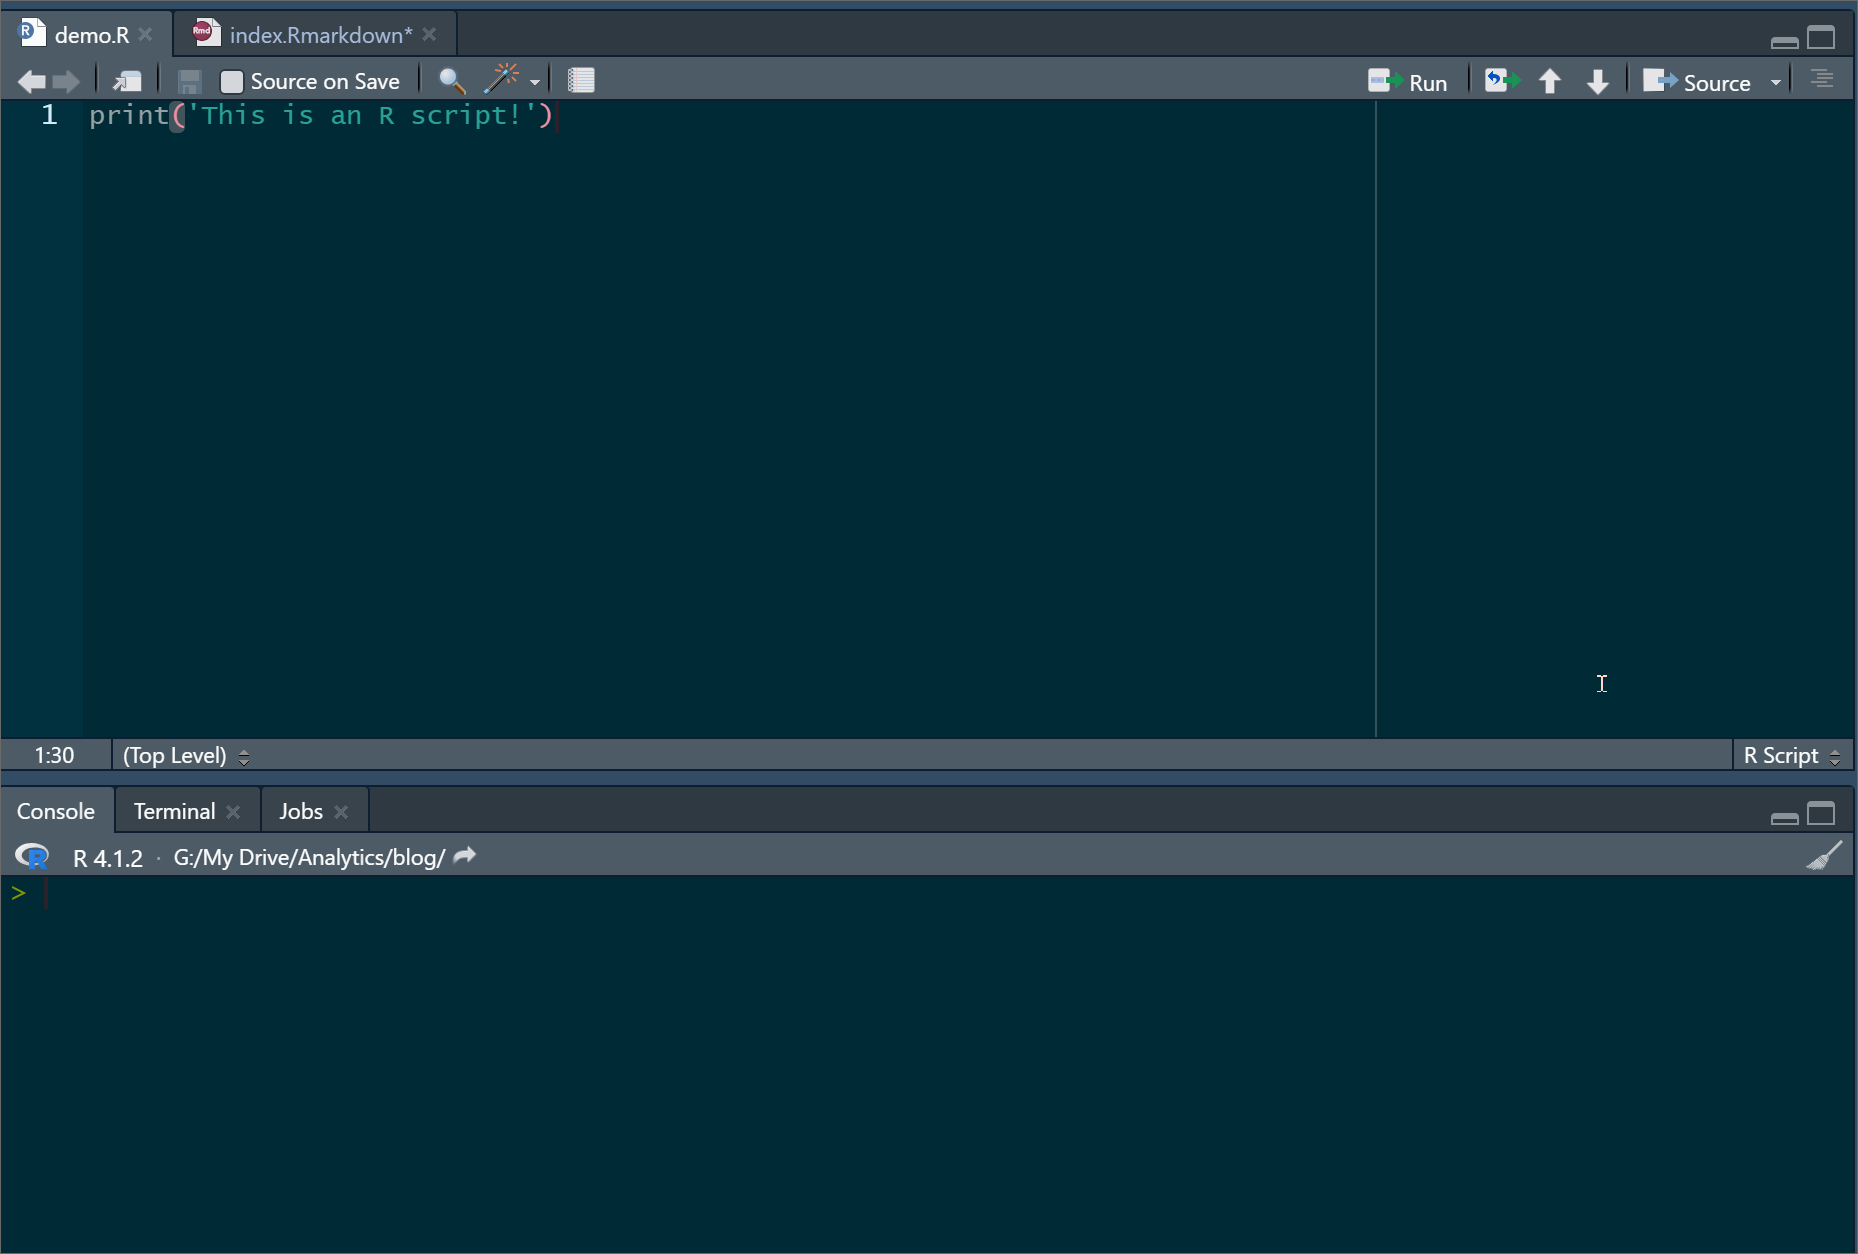 demo.R index.Rmarkdown*
Source on Save Run Source
1 print('This is an R script!')
1:30 (Top Level) R Script
Console Terminal Jobs
R 4.1.2 · G:/My Drive/Analytics/blog/
>